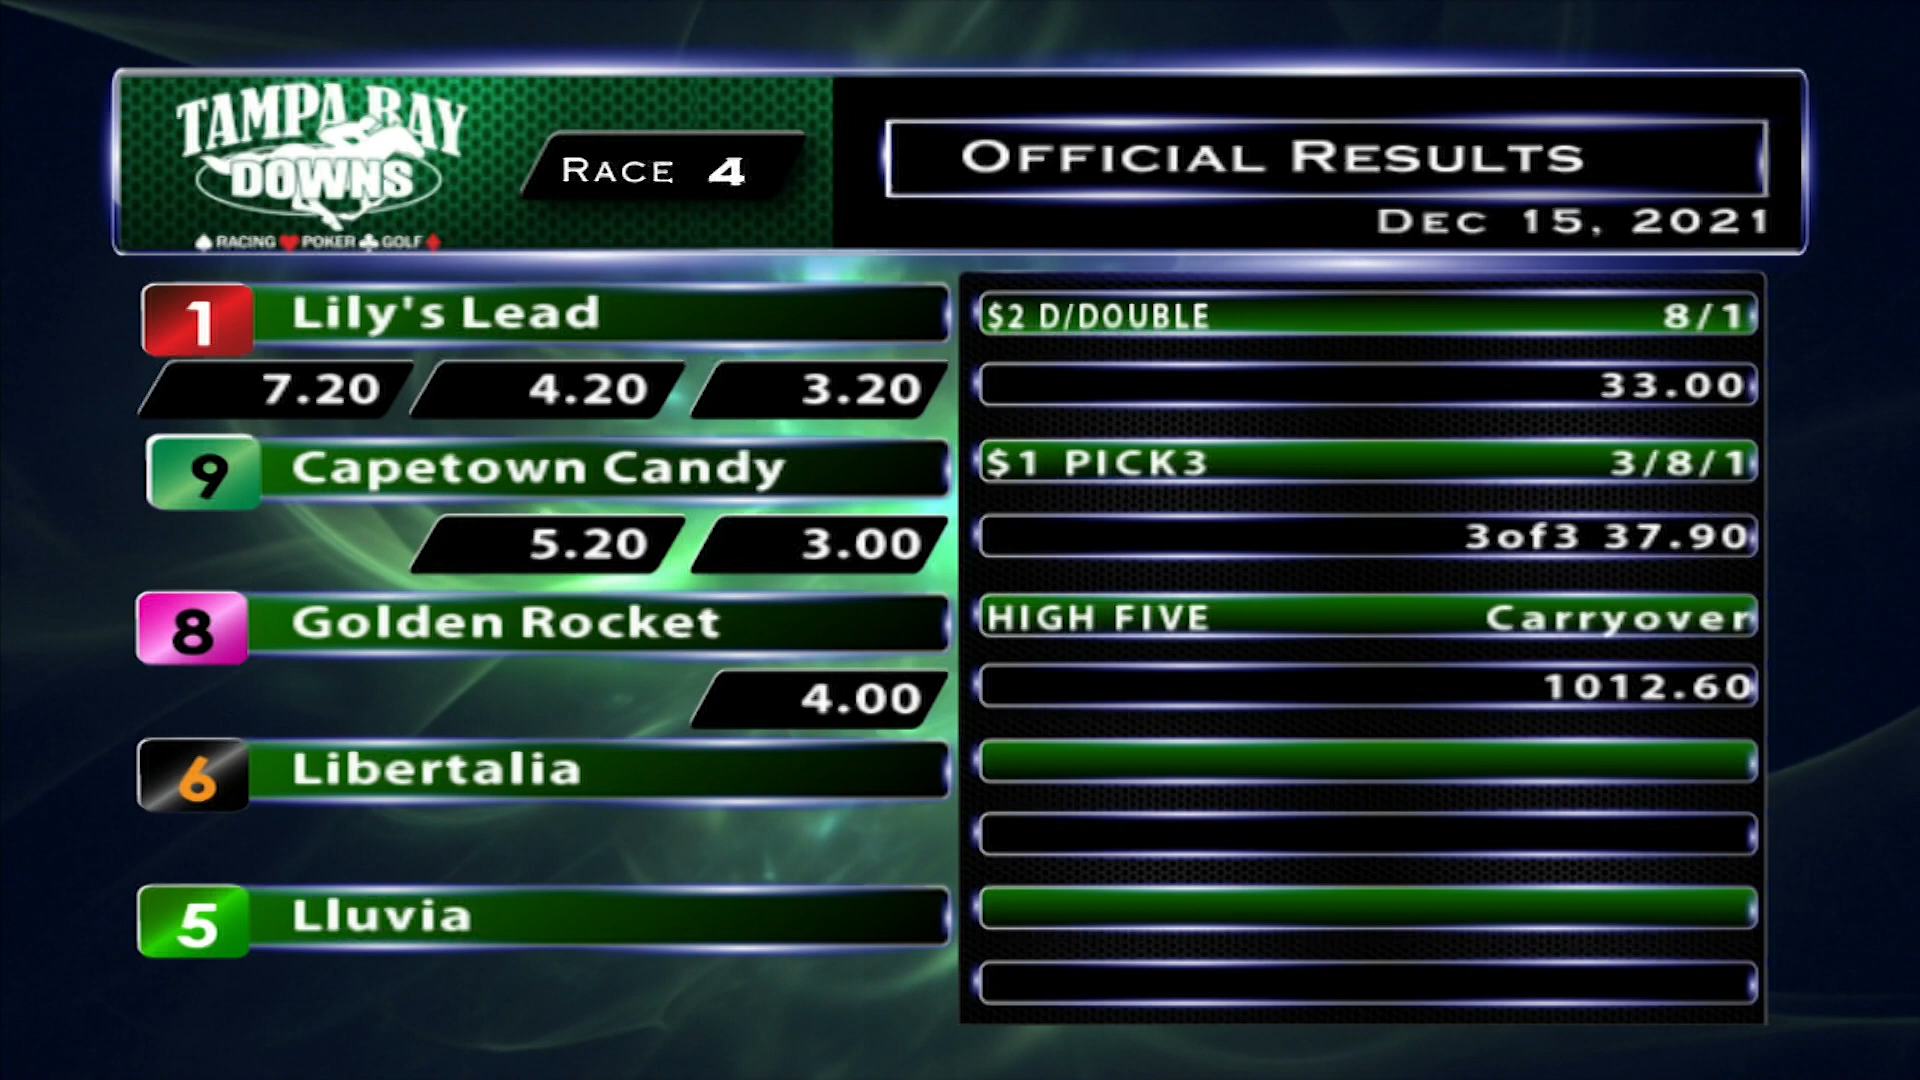 TAMPA BAY
DOWNS
RACING POKER GOLF
RACE 4
OFFICIAL RESULTS
DEC 15, 2021
1 Lily's Lead
7.20 4.20 3.20
9 Capetown Candy
5.20 3.00
8 Golden Rocket
4.00
6 Libertalia
5 Lluvia
$2 D/DOUBLE 8/1
33.00
$1 PICK3 3/8/1
3of3 37.90
HIGH FIVE Carryover
1012.60